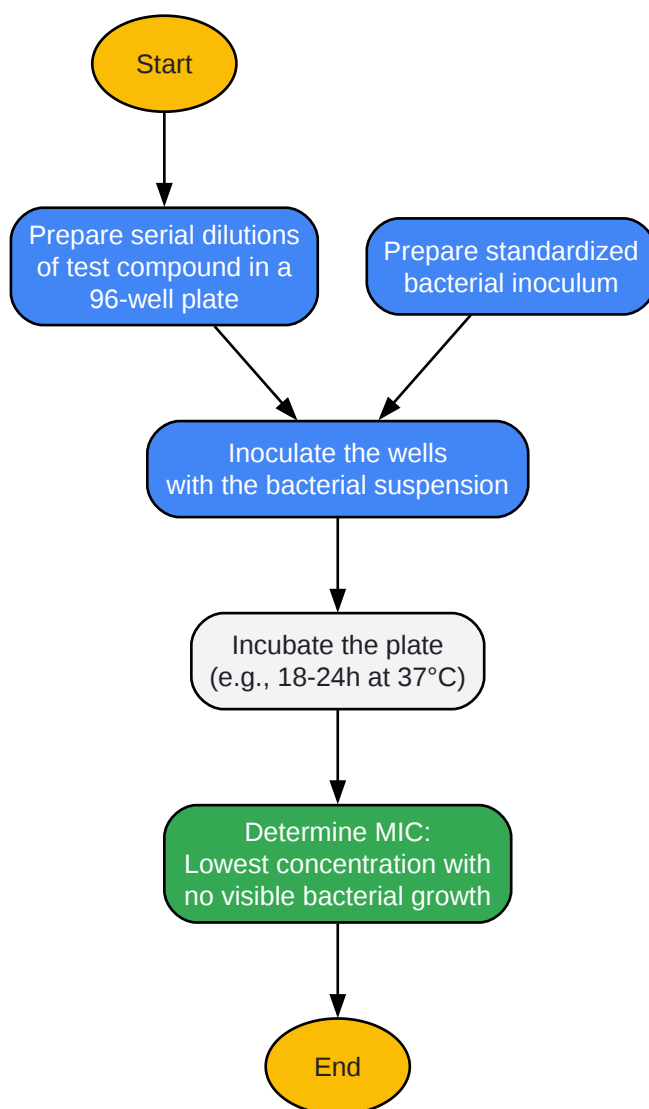 Start
Prepare serial dilutions
of test compound in a
96-well plate
Prepare standardized
bacterial inoculum
Inoculate the wells
with the bacterial suspension
Incubate the plate
(e.g., 18-24h at 37°C)
Determine MIC:
Lowest concentration with
no visible bacterial growth
End